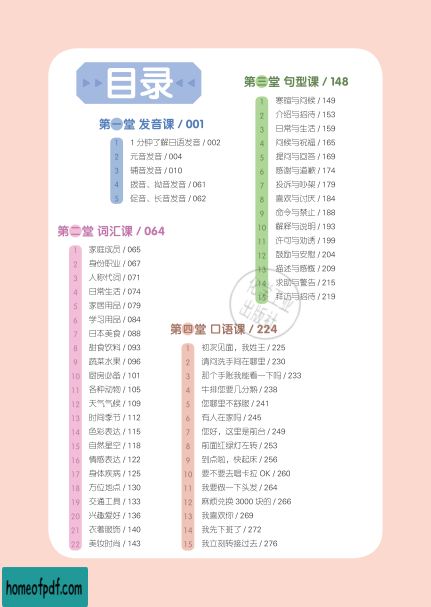 目录
第一堂 发音课 / 001
1 1 分钟了解日语发音 / 002
2 元音发音 / 004
3 辅音发音 / 010
4 拨音、拗音发音 / 061
5 促音、长音发音 / 062
第二堂 词汇课 / 064
1 家庭成员 / 065
2 身份职业 / 067
3 人称代词 / 071
4 日常生活 / 074
5 家居用品 / 079
6 学习用品 / 084
7 日本美食 / 088
8 甜食饮料 / 093
9 蔬菜水果 / 096
10 厨房必备 / 101
11 各种动物 / 105
12 天气气候 / 109
13 时间季节 / 112
14 色彩表达 / 115
15 自然星空 / 118
16 情感表达 / 122
17 身体疾病 / 125
18 方位地点 / 130
19 交通工具 / 133
20 兴趣爱好 / 136
21 衣着服饰 / 140
22 美妆时尚 / 143
第三堂 句型课 / 148
1 寒暄与问候 / 149
2 介绍与招待 / 153
3 日常与生活 / 159
4 问候与祝福 / 165
5 提问与回答 / 169
6 感谢与道歉 / 174
7 投诉与吵架 / 179
8 喜欢与讨厌 / 184
9 命令与禁止 / 188
10 解释与说明 / 193
11 许可与劝诱 / 199
12 鼓励与安慰 / 204
13 描述与感慨 / 209
14 求助与警告 / 215
15 拜访与招待 / 219
第四堂 口语课 / 224
1 初次见面，我姓王 / 225
2 请问洗手间在哪里 / 230
3 那个手账我能看一下吗 / 233
4 牛排您要几分熟 / 238
5 您哪里不舒服 / 241
6 有人在家吗 / 245
7 您好，这里是前台 / 249
8 前面红绿灯左转 / 253
9 到点啦，快起床 / 256
10 要不要去唱卡拉 OK / 260
11 我要做一下头发 / 264
12 麻烦兑换 3000 块的 / 266
13 我喜欢你 / 269
14 我先下班了 / 272
15 我立刻转接过去 / 276
化学工业
出版社
homeofpdf.com